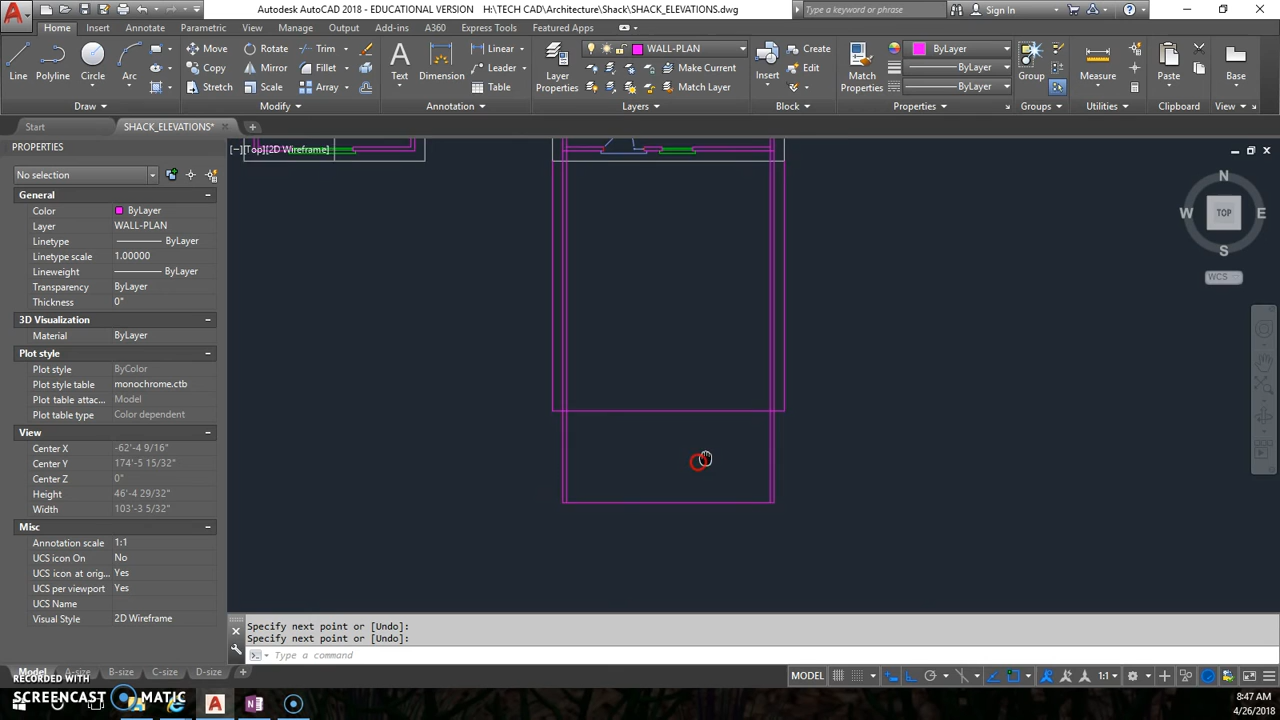 Autodesk AutoCAD 2018 - EDUCATIONAL VERSION H:\TECH CAD\Architecture\Shack\SHACK_ELEVATIONS.dwg
Type a keyword or phrase
Sign In
Home Insert Annotate Parametric View Manage Output Add-ins A360 Express Tools Featured Apps
Line
Polyline
Circle
Arc
Draw
Move
Copy
Stretch
Rotate
Mirror
Scale
Trim
Fillet
Array
Modify
Text
Dimension
Linear
Leader
Table
Annotation
Layer
Properties
WALL-PLAN
Make Current
Match Layer
Layers
Insert
Create
Edit
Block
Match
Properties
ByLayer
ByLayer
ByLayer
Properties
Group
Groups
Measure
Utilities
Paste
Clipboard
Base
View
Start
SHACK_ELEVATIONS*
PROPERTIES
No selection
General
Color ByLayer
Layer WALL-PLAN
Linetype ByLayer
Linetype scale 1.00000
Lineweight ByLayer
Transparency ByLayer
Thickness 0"
3D Visualization
Material ByLayer
Plot style
Plot style ByColor
Plot style table monochrome.ctb
Plot table attac... Model
Plot table type Color dependent
View
Center X -62'-4 9/16"
Center Y 174'-5 15/32"
Center Z 0"
Height 46'-4 29/32"
Width 103'-3 5/32"
Misc
Annotation scale 1:1
UCS icon On No
UCS icon at orig... Yes
UCS per viewport Yes
UCS Name
Visual Style 2D Wireframe
[−][Top][2D Wireframe]
N
W TOP E
S
WCS
Specify next point or [Undo]:
Specify next point or [Undo]:
Type a command
Model A-size B-size C-size D-size
MODEL
1:1
RECORDED WITH
SCREENCAST MATIC
8:47 AM
4/26/2018